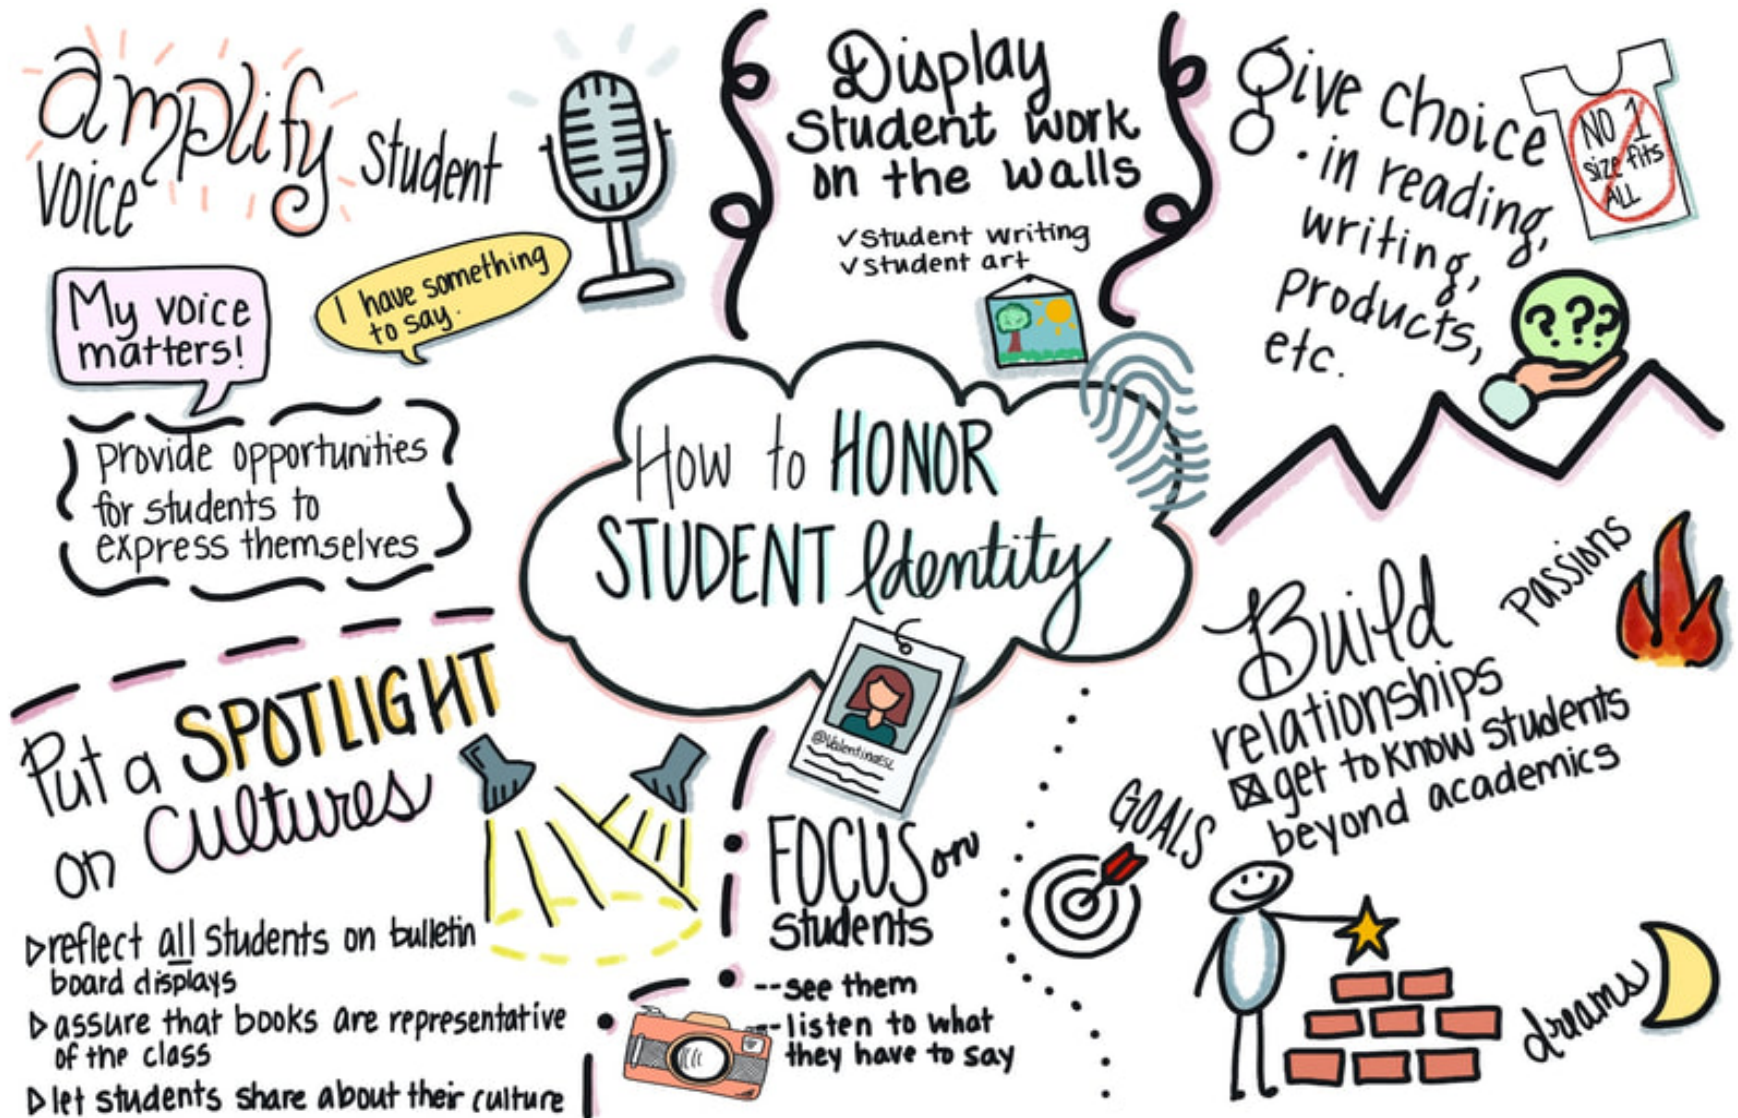 amplify student
voice
My voice
matters!
I have something
to say.
provide opportunities
for students to
express themselves
Display
student work
on the walls
✓student writing
✓student art
Give choice
• in reading,
writing,
products,
etc.
NO 1
size fits
ALL
? ??
How to HONOR
STUDENT Identity
@ValentinaESL
Put a SPOTLIGHT
on cultures
▷reflect all students on bulletin
board displays
▷assure that books are representative
of the class
▷let students share about their culture
FOCUS on
students
--see them
--listen to what
they have to say
Build
relationships
☒get to know students
beyond academics
Passions
GOALS
dreams